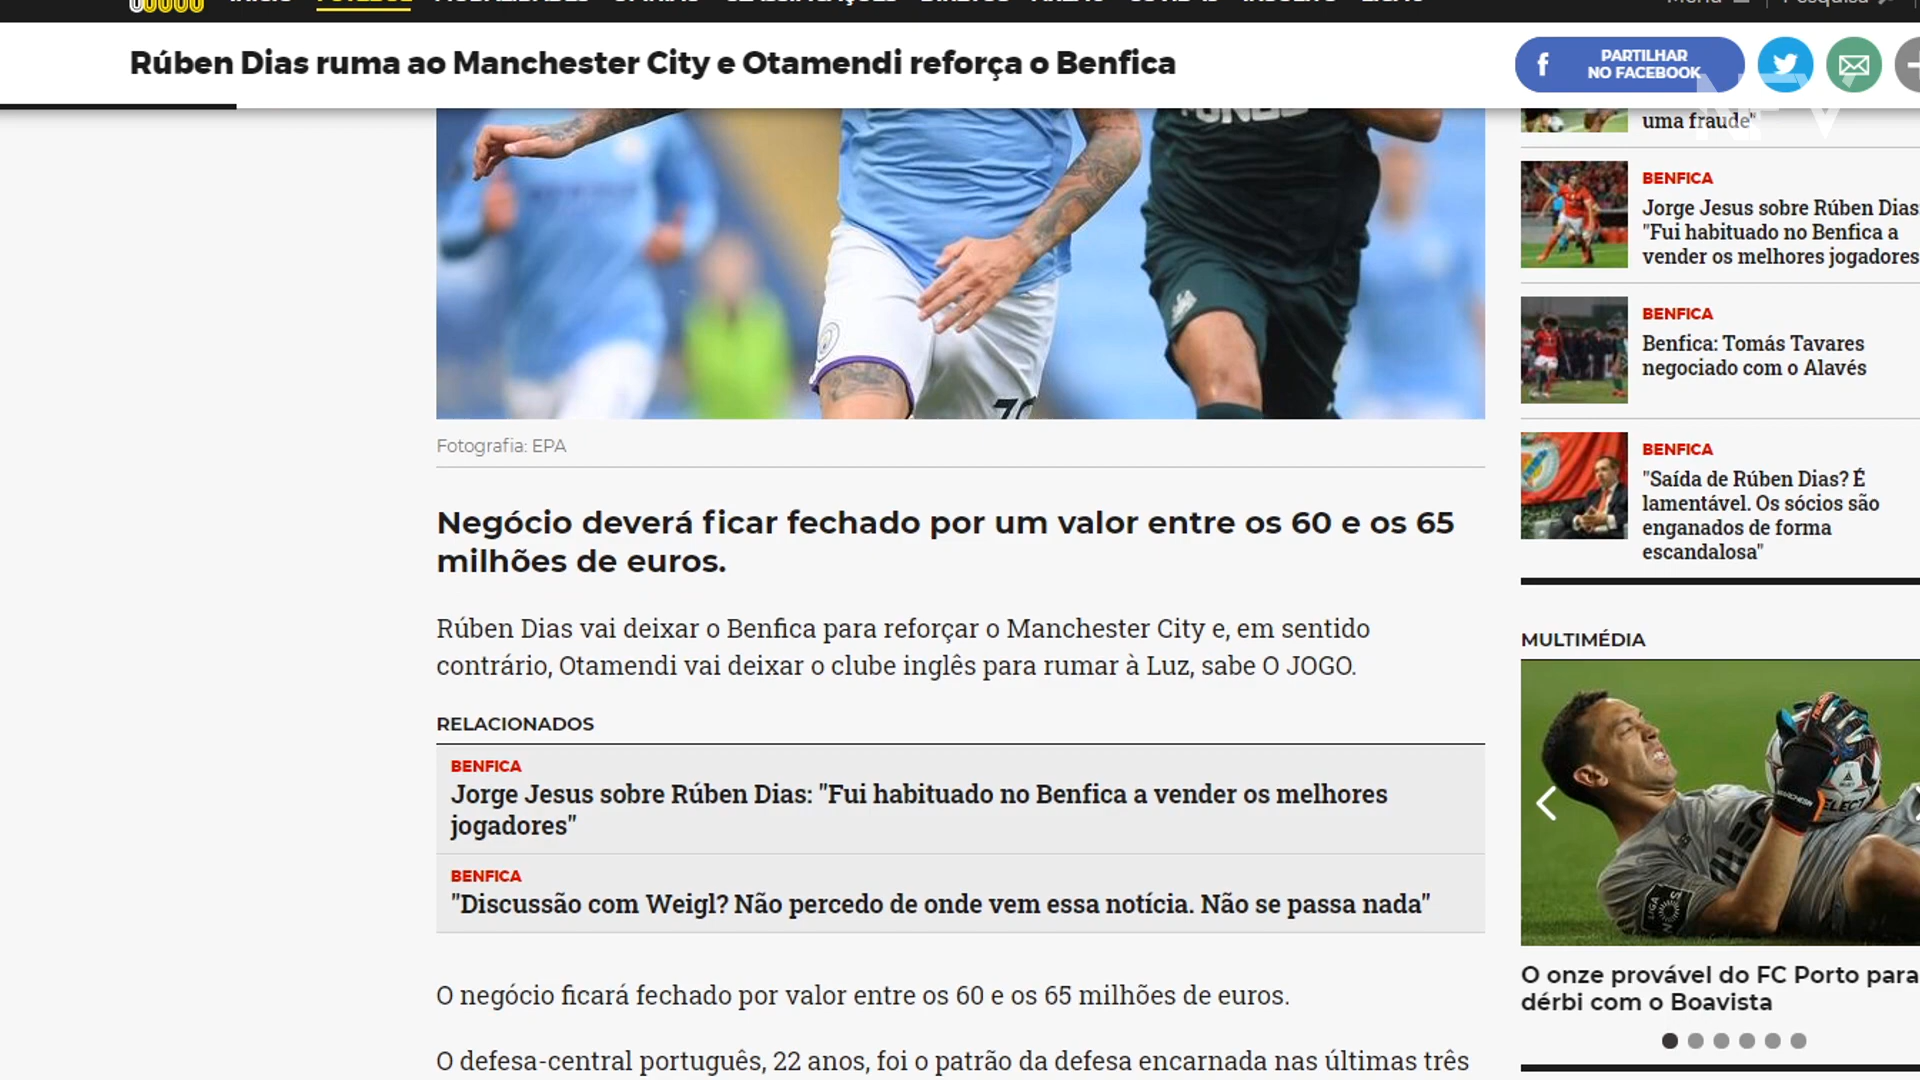 Rúben Dias ruma ao Manchester City e Otamendi reforça o Benfica
PARTILHAR
NO FACEBOOK
NEV
uma fraude"
BENFICA
Jorge Jesus sobre Rúben Dias
"Fui habituado no Benfica a
vender os melhores jogadores
BENFICA
Benfica: Tomás Tavares
negociado com o Alavés
BENFICA
"Saída de Rúben Dias? É
lamentável. Os sócios são
enganados de forma
escandalosa"
Fotografia: EPA
Negócio deverá ficar fechado por um valor entre os 60 e os 65
milhões de euros.
Rúben Dias vai deixar o Benfica para reforçar o Manchester City e, em sentido
contrário, Otamendi vai deixar o clube inglês para rumar à Luz, sabe O JOGO.
RELACIONADOS
BENFICA
Jorge Jesus sobre Rúben Dias: "Fui habituado no Benfica a vender os melhores
jogadores"
BENFICA
"Discussão com Weigl? Não percedo de onde vem essa notícia. Não se passa nada"
O negócio ficará fechado por valor entre os 60 e os 65 milhões de euros.
O defesa-central português, 22 anos, foi o patrão da defesa encarnada nas últimas três
MULTIMÉDIA
O onze provável do FC Porto para
dérbi com o Boavista